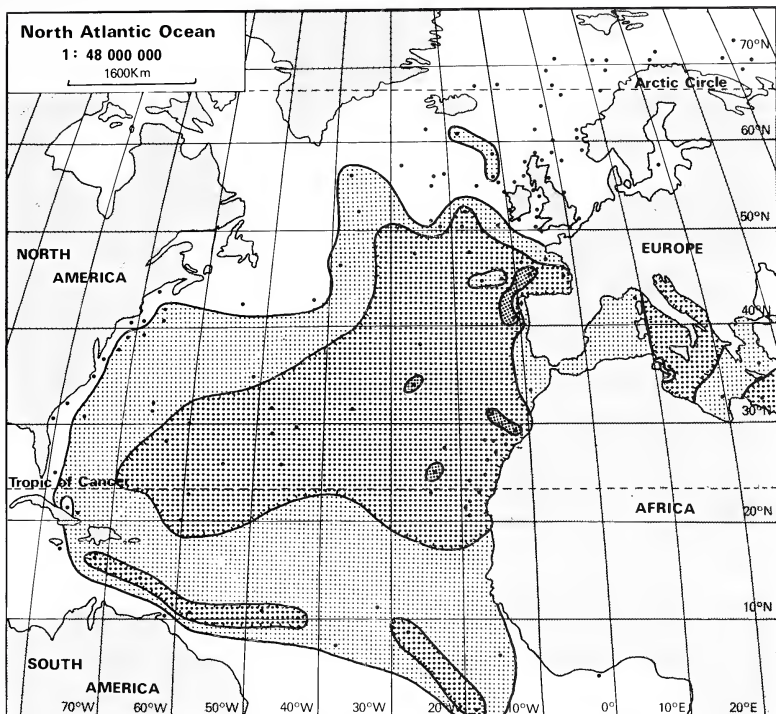 North Atlantic Ocean
1: 48 000 000
1600Km
70°N
Arctic Circle
60°N
50°N
NORTH
AMERICA
EUROPE
40°N
30°N
Tropic of Cancer
AFRICA
20°N
10°N
SOUTH
AMERICA
70°W 60°W 50°W 40°W 30°W 20°W 10°W 0° 10°E 20°E